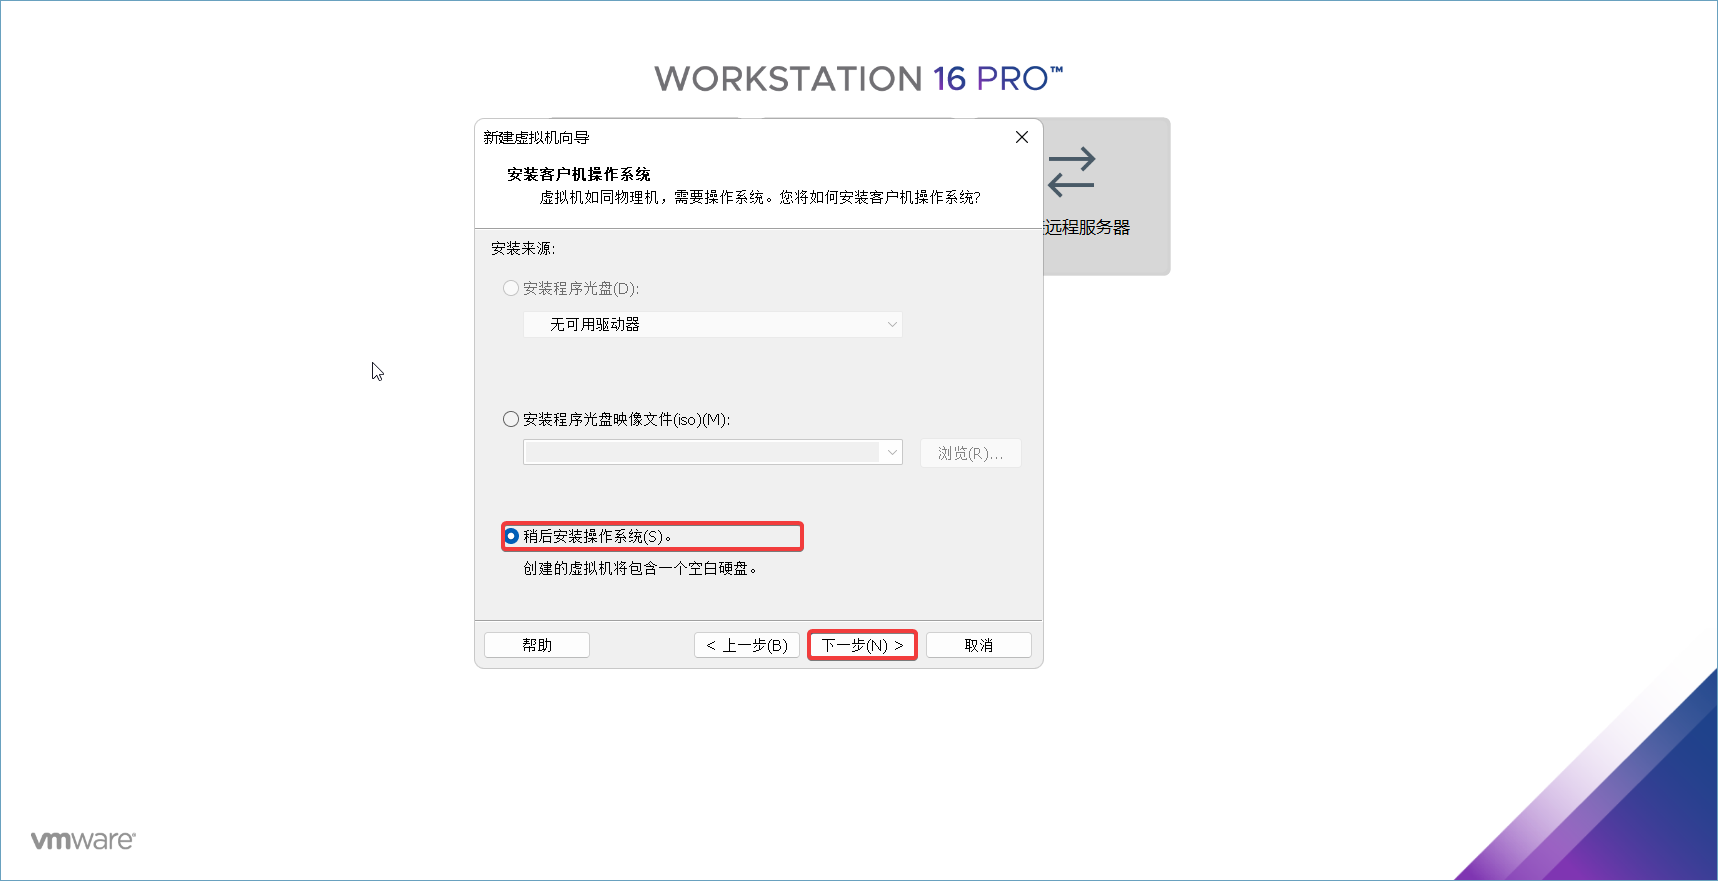 WORKSTATION 16 PRO™
新建虚拟机向导
安装客户机操作系统
虚拟机如同物理机，需要操作系统。您将如何安装客户机操作系统?
远程服务器
安装来源:
安装程序光盘(D):
无可用驱动器
安装程序光盘映像文件(iso)(M):
浏览(R)...
稍后安装操作系统(S)。
创建的虚拟机将包含一个空白硬盘。
帮助
< 上一步(B)
下一步(N) >
取消
vmware®